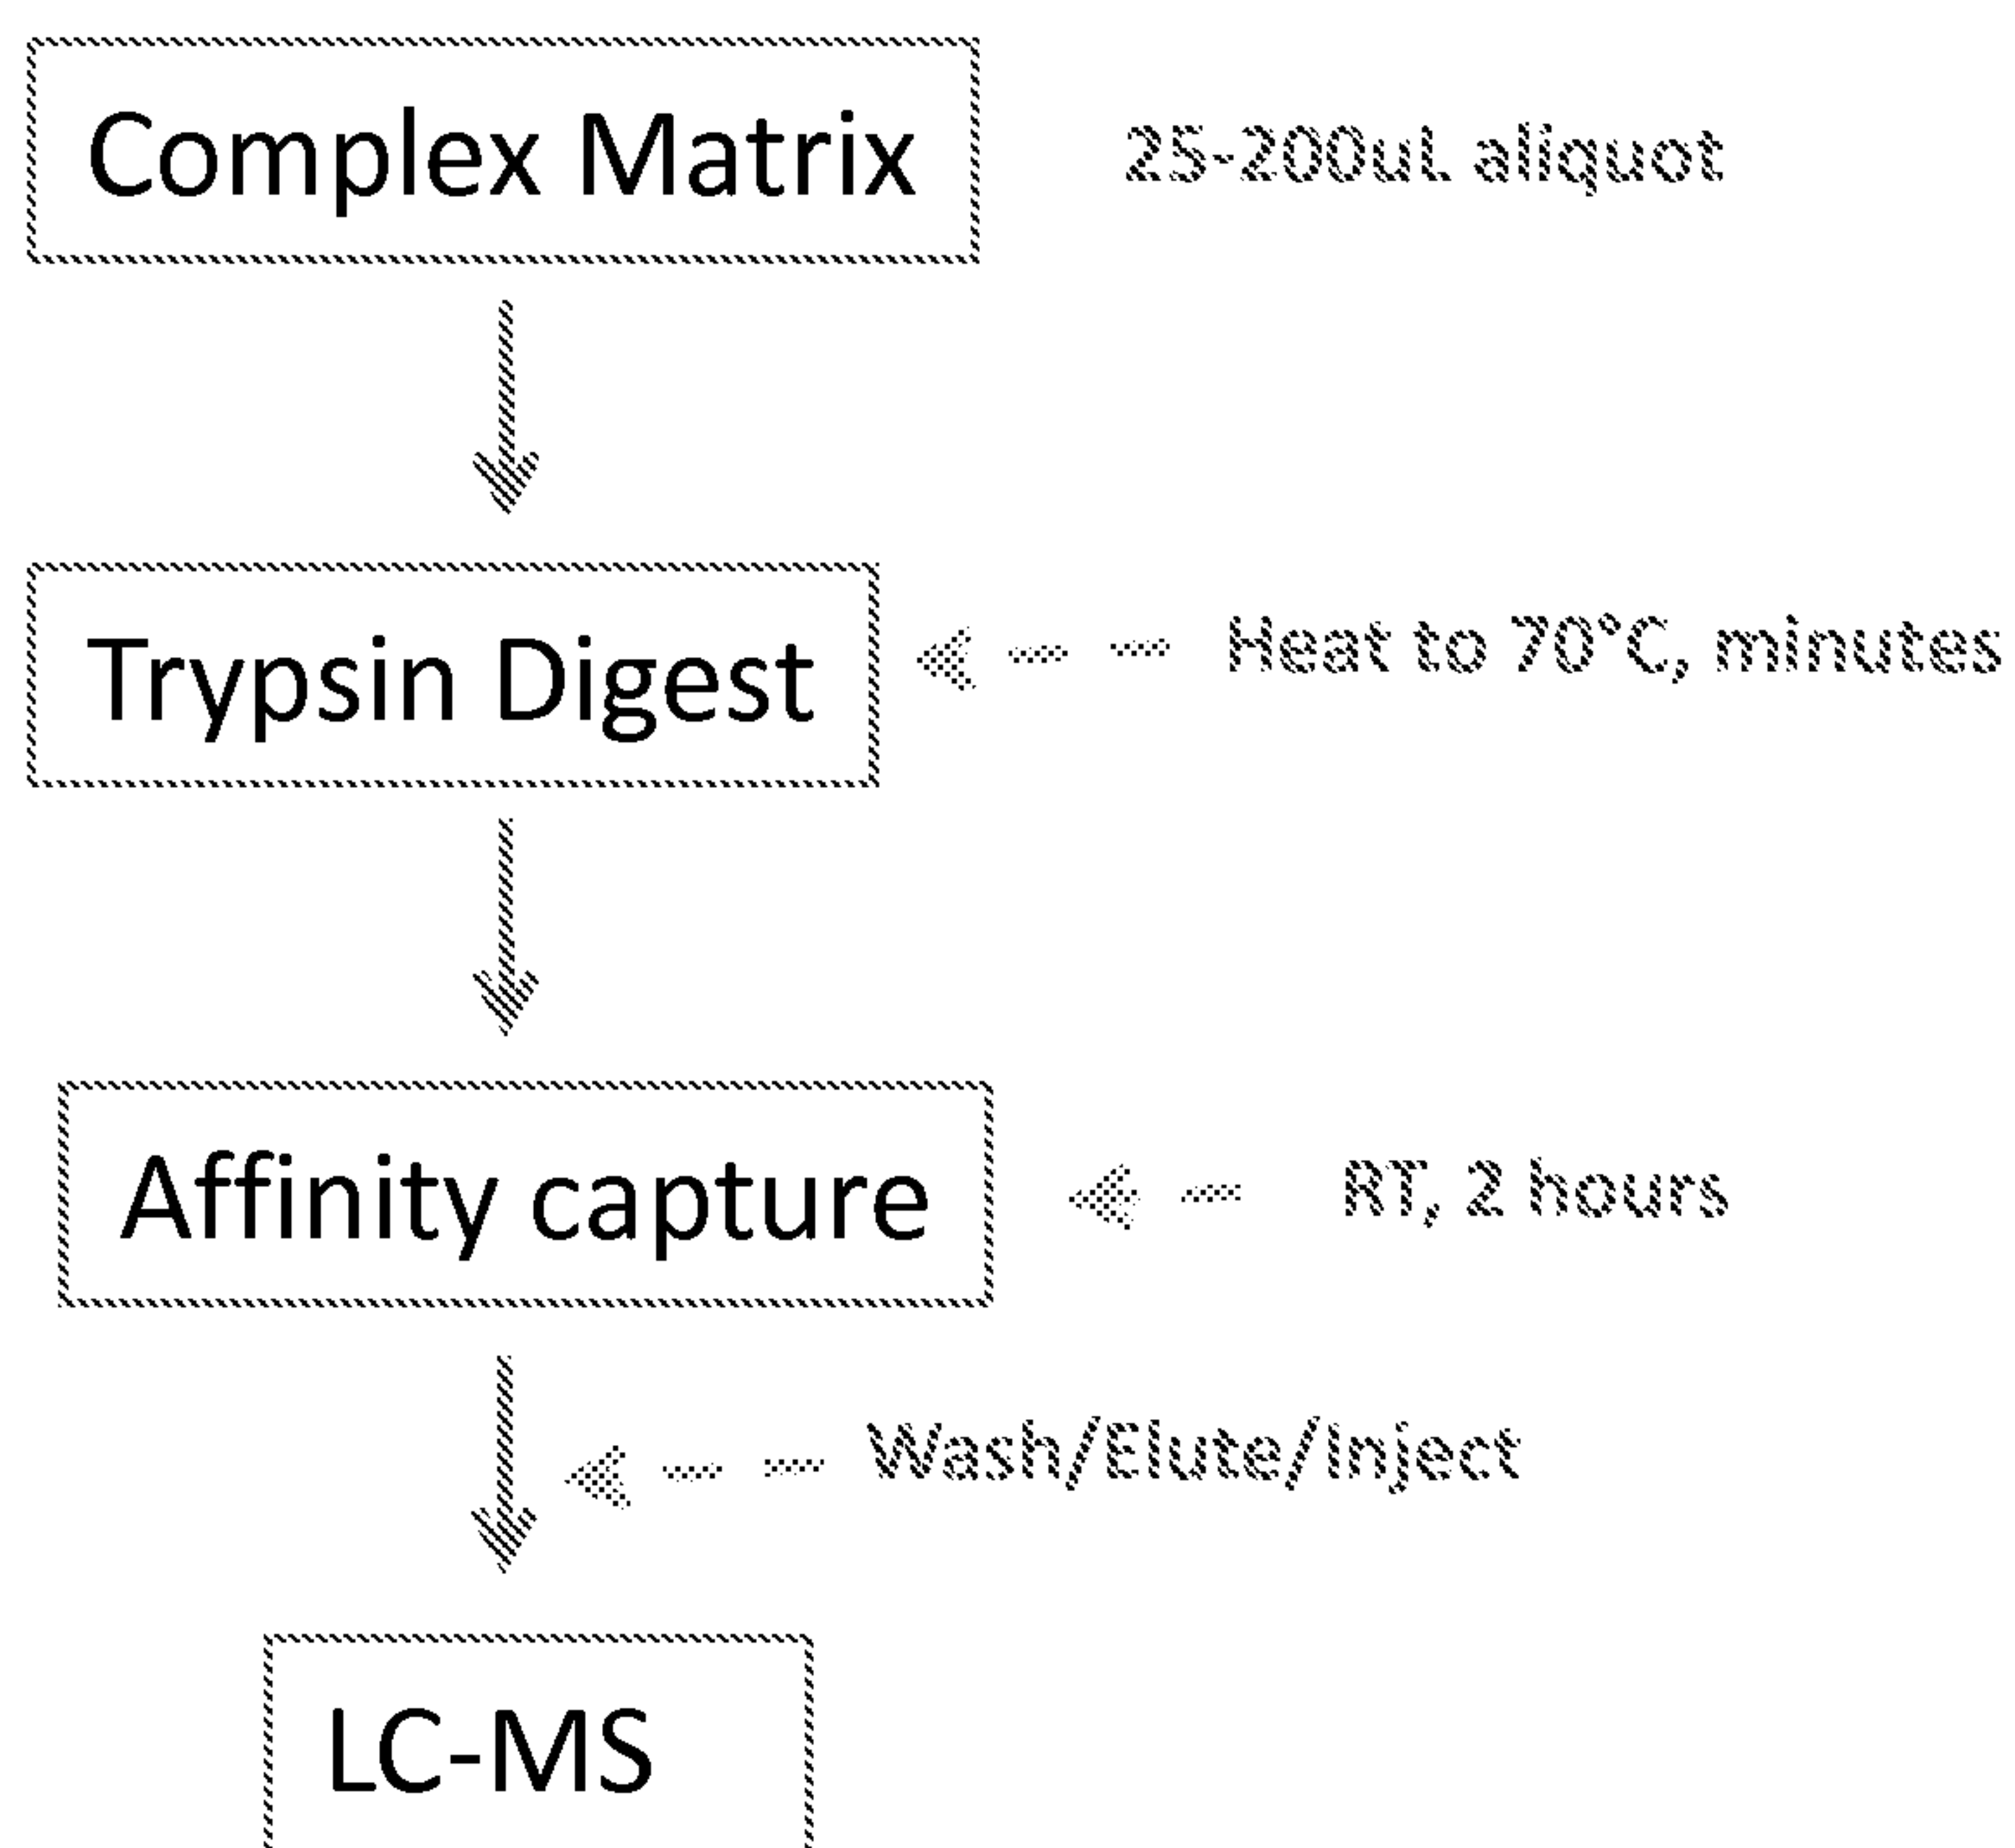 Complex Matrix
25-200uL aliquot
Trypsin Digest
Heat to 70°C, minutes
Affinity capture
RT, 2 hours
Wash/Elute/Inject
LC-MS